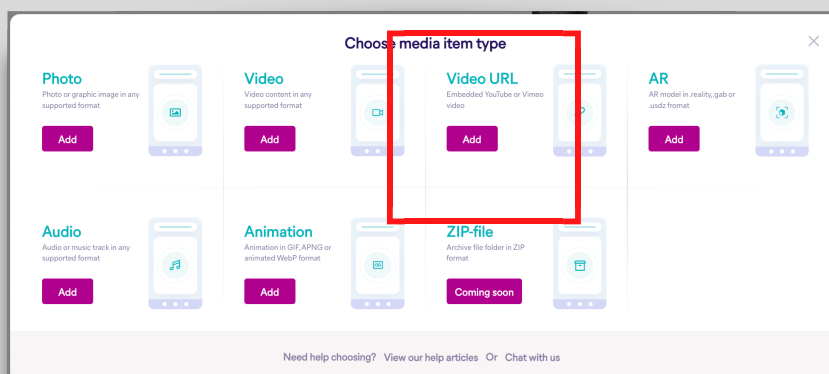 Choose media item type
Photo
Photo or graphic image in any
supported format
Add
Video
Video content in any
supported format
Add
Video URL
Embedded YouTube or Vimeo
video
Add
AR
AR model in .reality,.gab or
.usdz fromat
Add
Audio
Audio or music track in any
supported format
Add
Animation
Animation in GIF, APNG or
animated WebP format
Add
ZIP-file
Archive file folder in ZIP
format
Coming soon
Need help choosing? View our help articles Or Chat with us